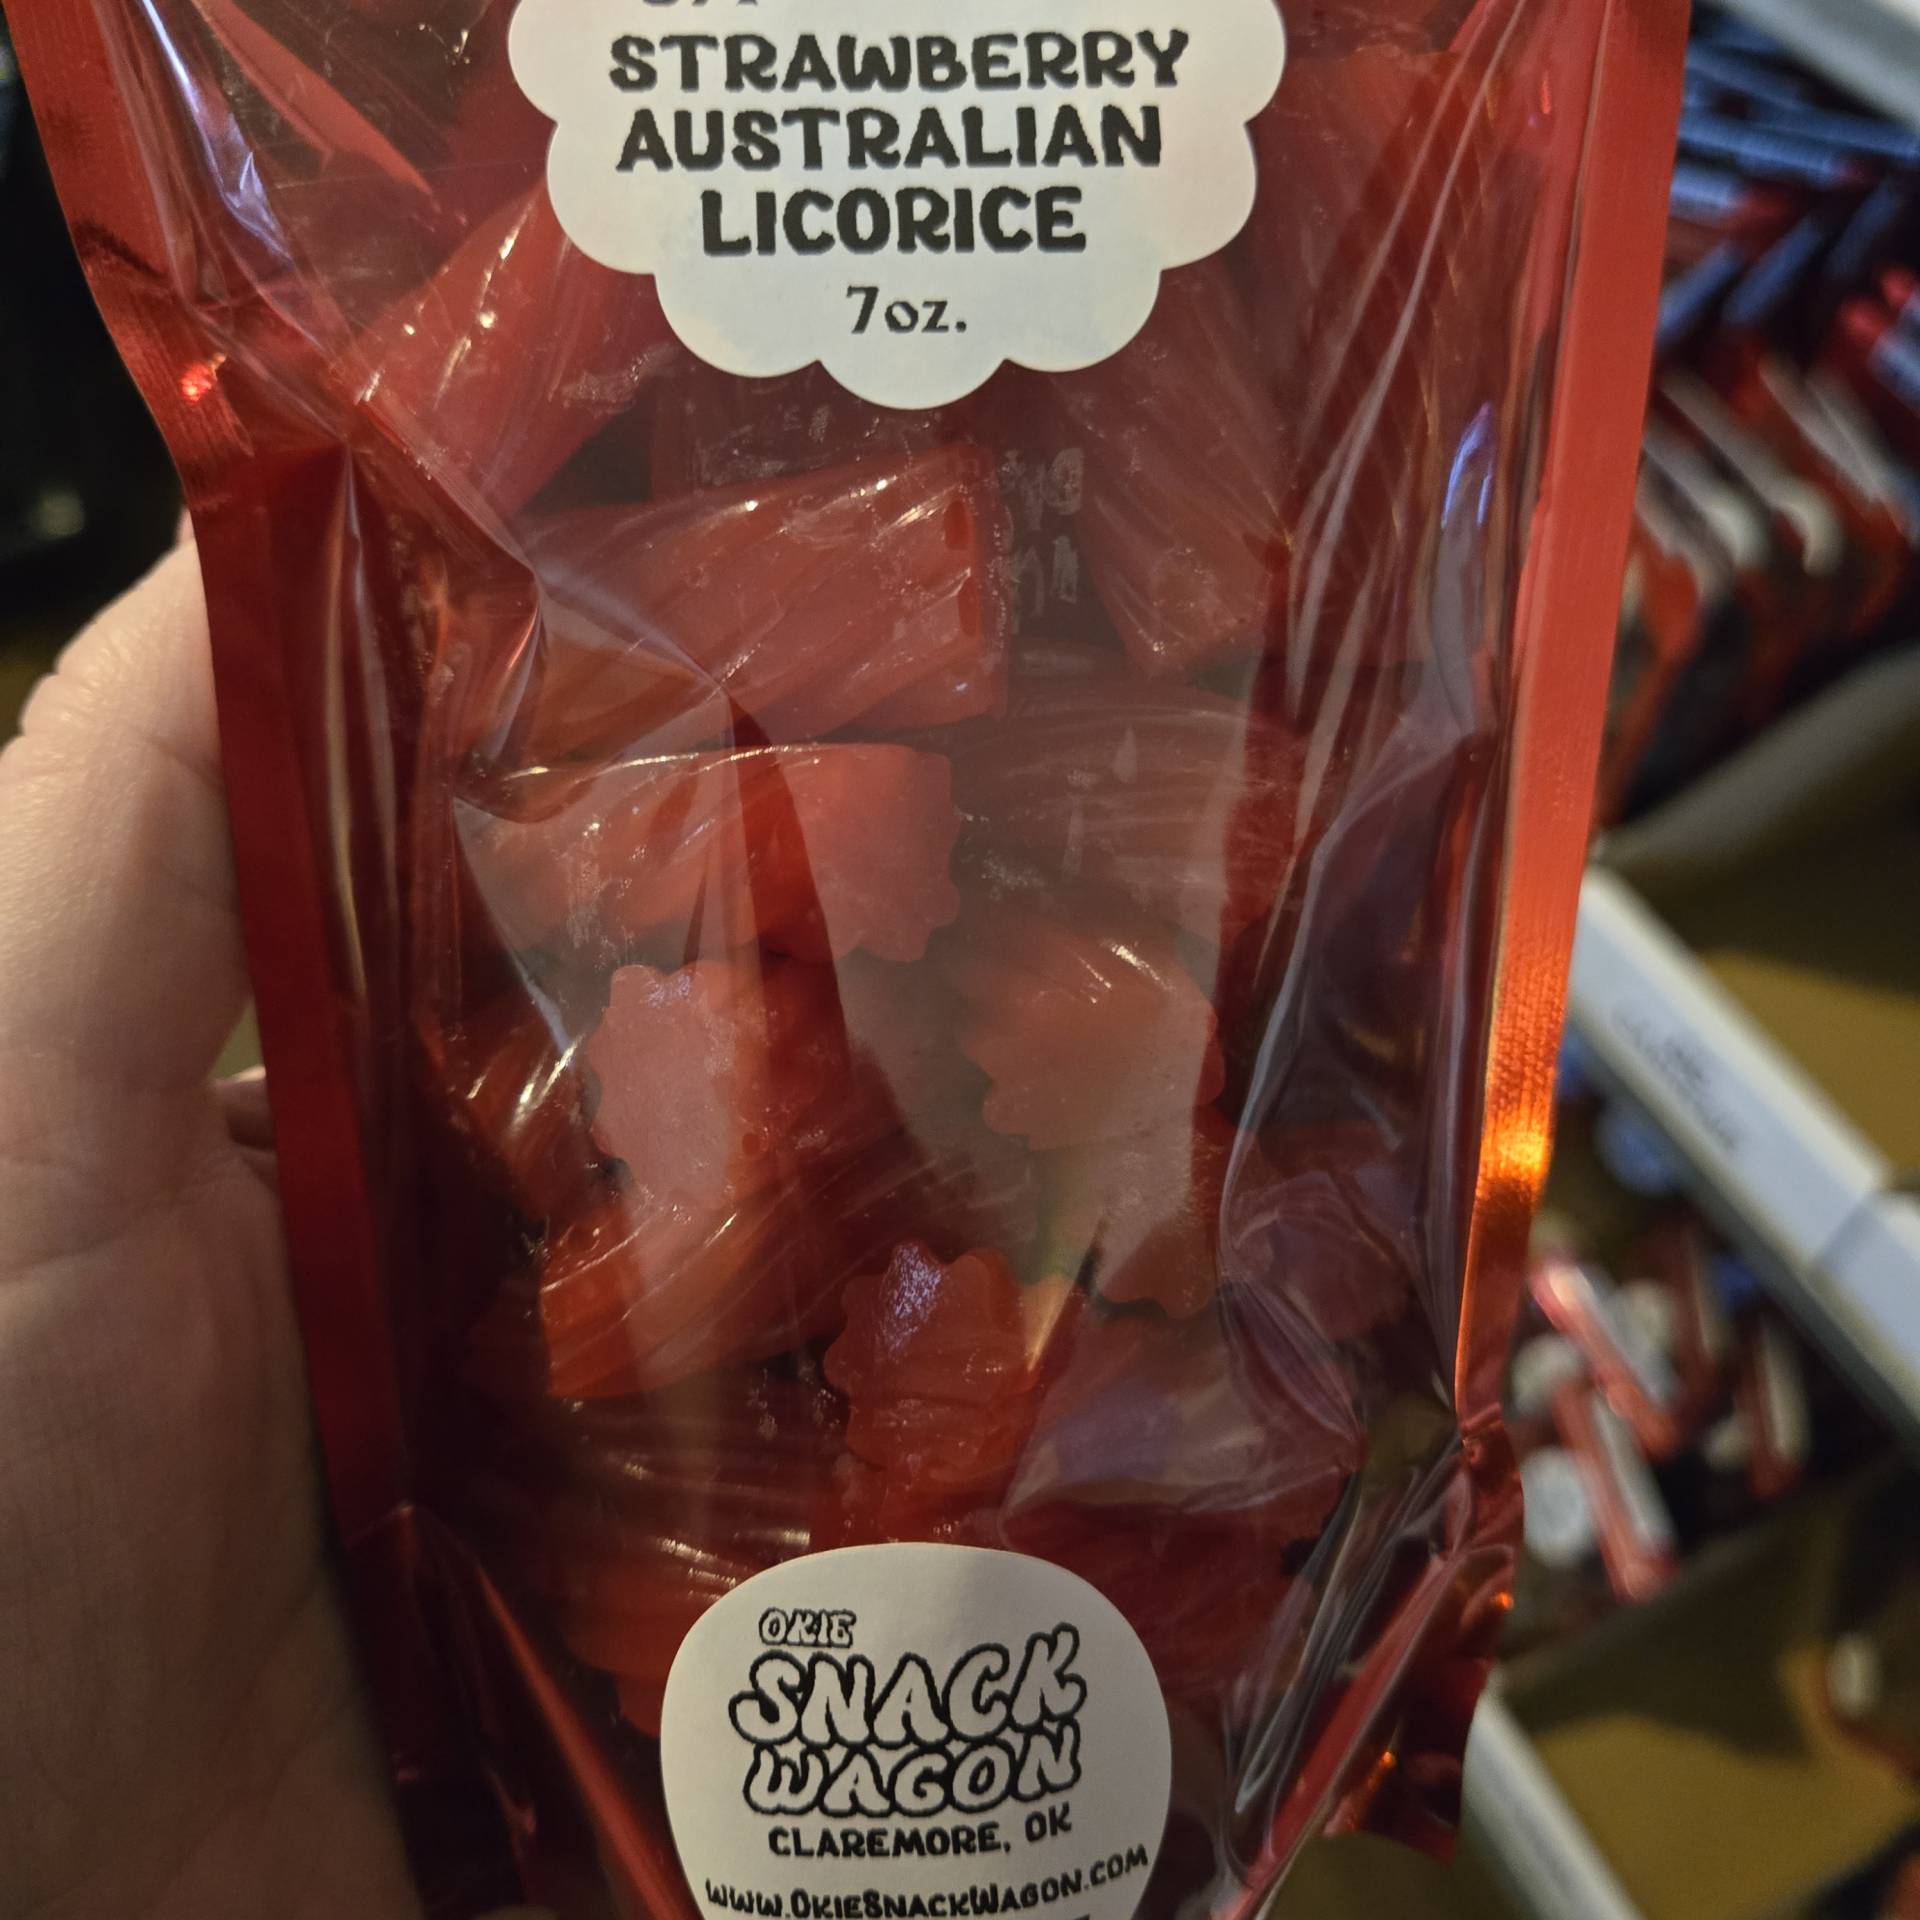 STRAWBERRY
AUSTRALIAN
LICORICE
7oz.
OKIE
SNACK
WAGON
CLAREMORE, OK
WWW.OKIESNACKWAGON.COM